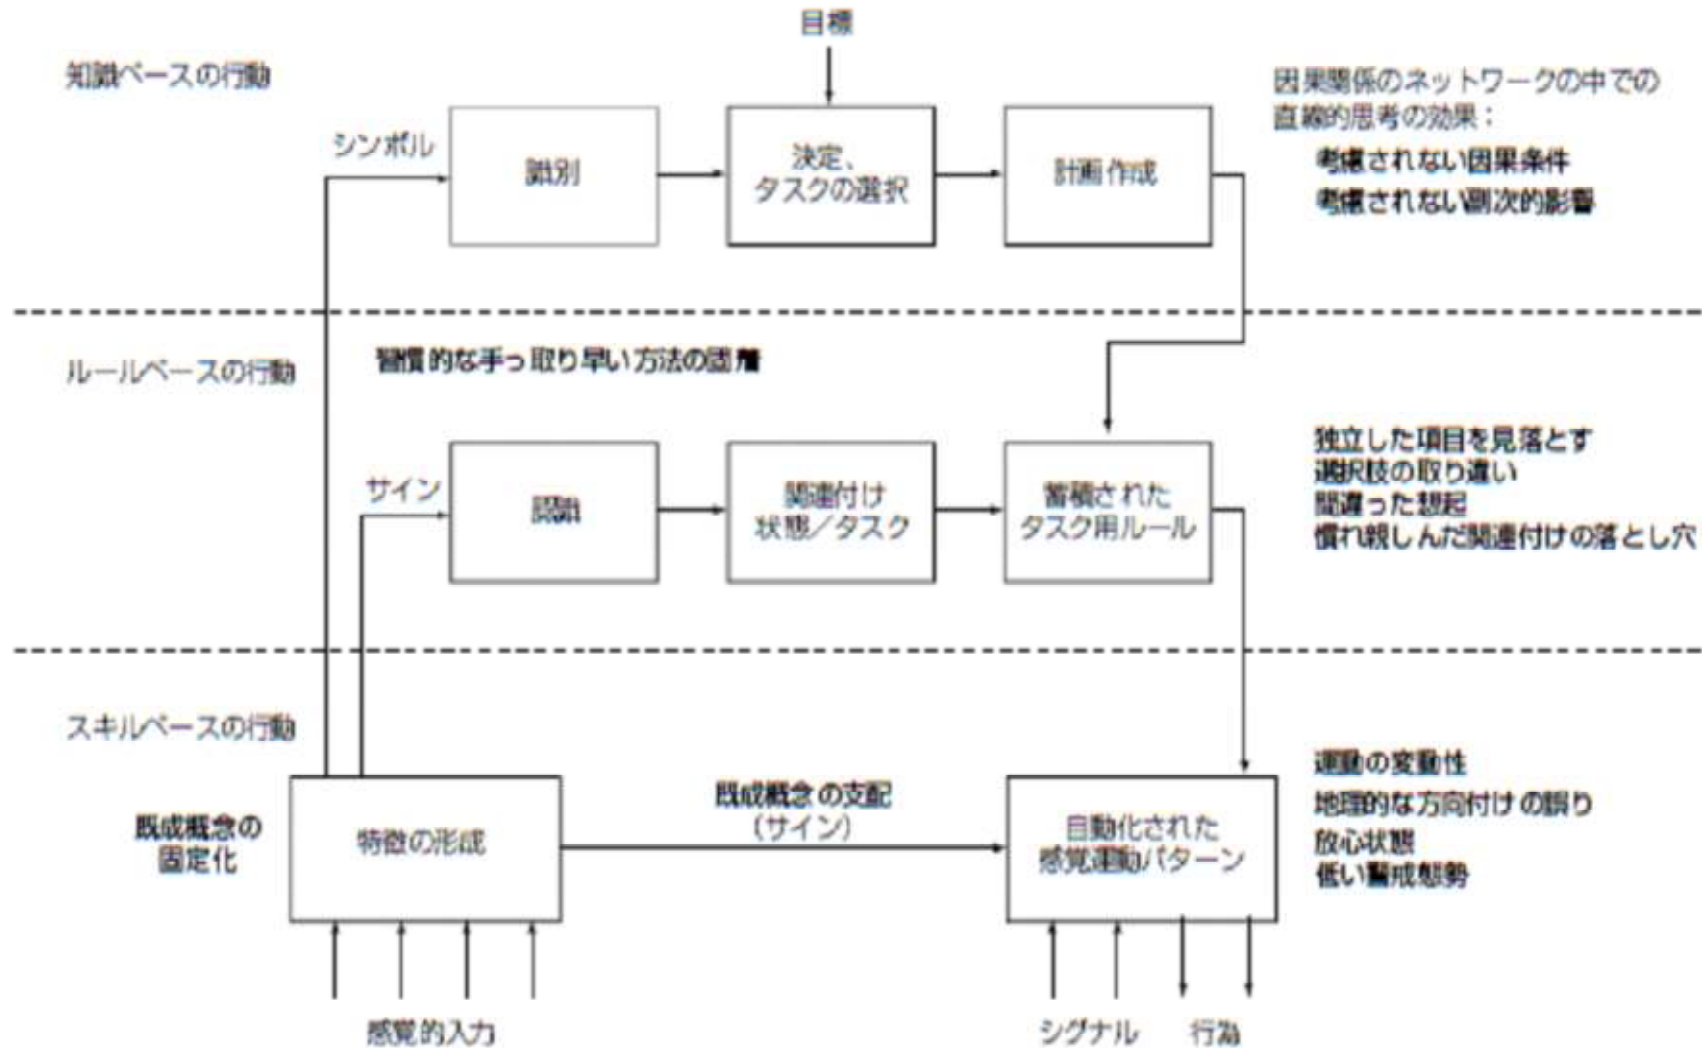 目標
知識ベースの行動
因果関係のネットワークの中での
直線的思考の効果：
考慮されない因果条件
考慮されない副次的影響
シンボル
識別
決定、
タスクの選択
計画作成
ルールベースの行動
習慣的な手っ取り早い方法の固着
サイン
認識
関連付け
状態／タスク
蓄積された
タスク用ルール
独立した項目を見落とす
選択肢の取り違い
間違った想起
慣れ親しんだ関連付けの落とし穴
スキルベースの行動
既成概念の
固定化
特徴の形成
既成概念の支配
（サイン）
自動化された
感覚運動パターン
運動の変動性
地理的な方向付けの誤り
放心状態
低い警戒態勢
感覚的入力
シグナル
行為